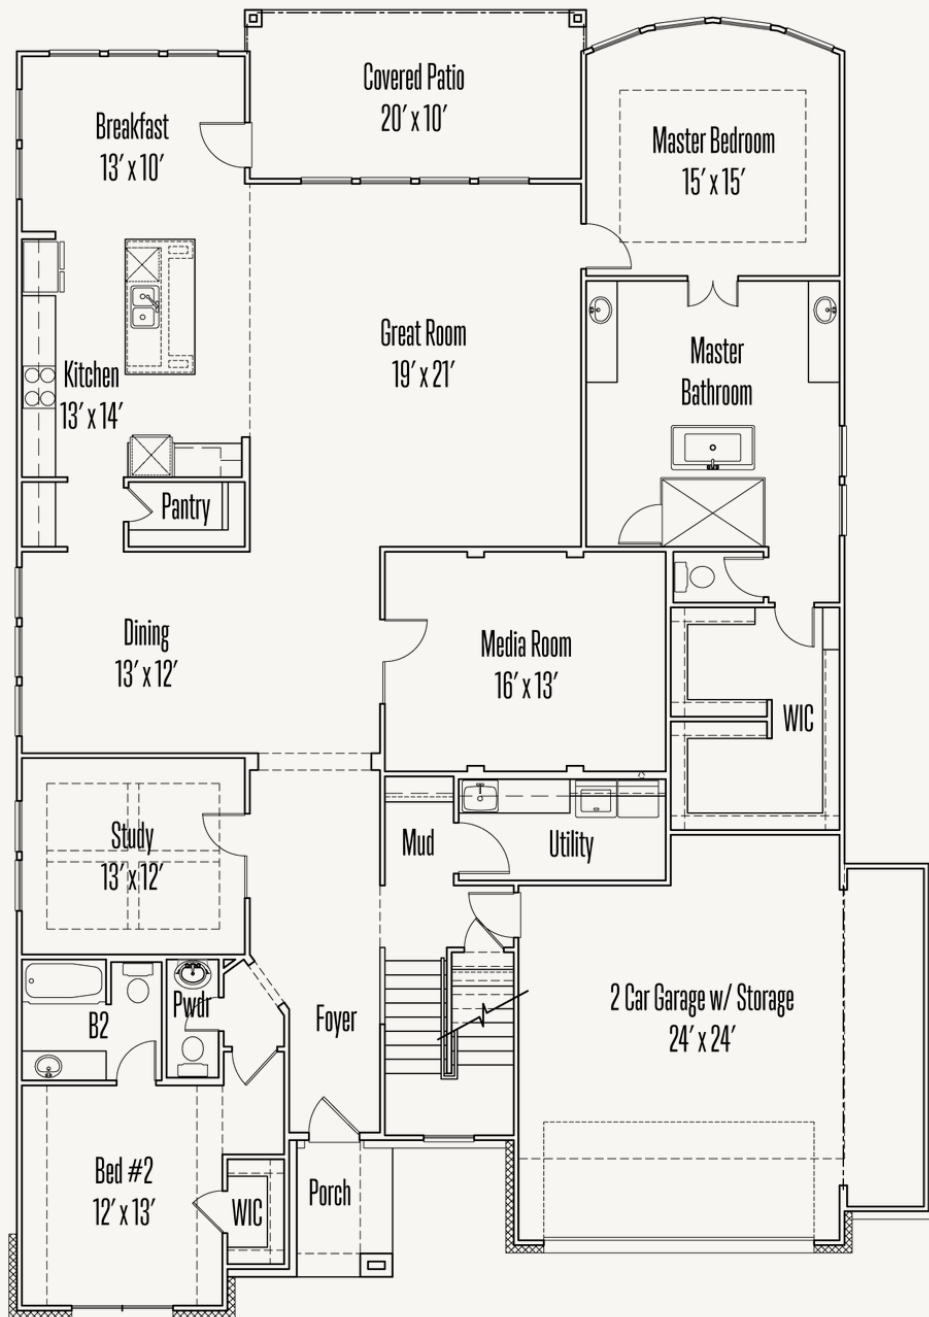 Covered Patio
20' x 10'
Breakfast
13' x 10'
Master Bedroom
15' x 15'
Great Room
19' x 21'
Kitchen
13' x 14'
Master
Bathroom
Pantry
Dining
13' x 12'
Media Room
16' x 13'
WIC
Study
13' x 12'
Mud
Utility
B2
Pwdr
Foyer
2 Car Garage w/ Storage
24' x 24'
Bed #2
12' x 13'
WIC
Porch